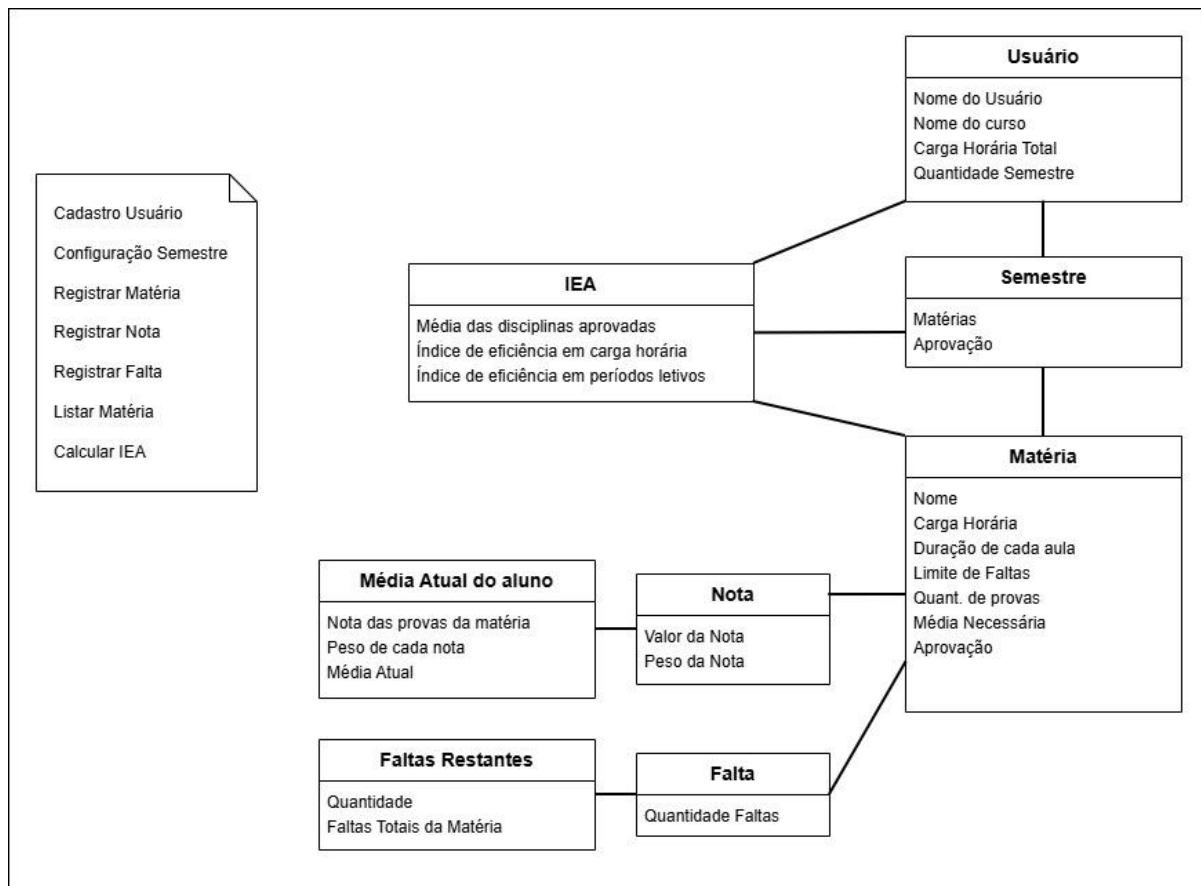 Cadastro Usuário
Configuração Semestre
Registrar Matéria
Registrar Nota
Registrar Falta
Listar Matéria
Calcular IEA
Usuário
Nome do Usuário
Nome do curso
Carga Horária Total
Quantidade Semestre
IEA
Média das disciplinas aprovadas
Índice de eficiência em carga horária
Índice de eficiência em períodos letivos
Semestre
Matérias
Aprovação
Matéria
Nome
Carga Horária
Duração de cada aula
Limite de Faltas
Quant. de provas
Média Necessária
Aprovação
Média Atual do aluno
Nota das provas da matéria
Peso de cada nota
Média Atual
Nota
Valor da Nota
Peso da Nota
Faltas Restantes
Quantidade
Faltas Totais da Matéria
Falta
Quantidade Faltas